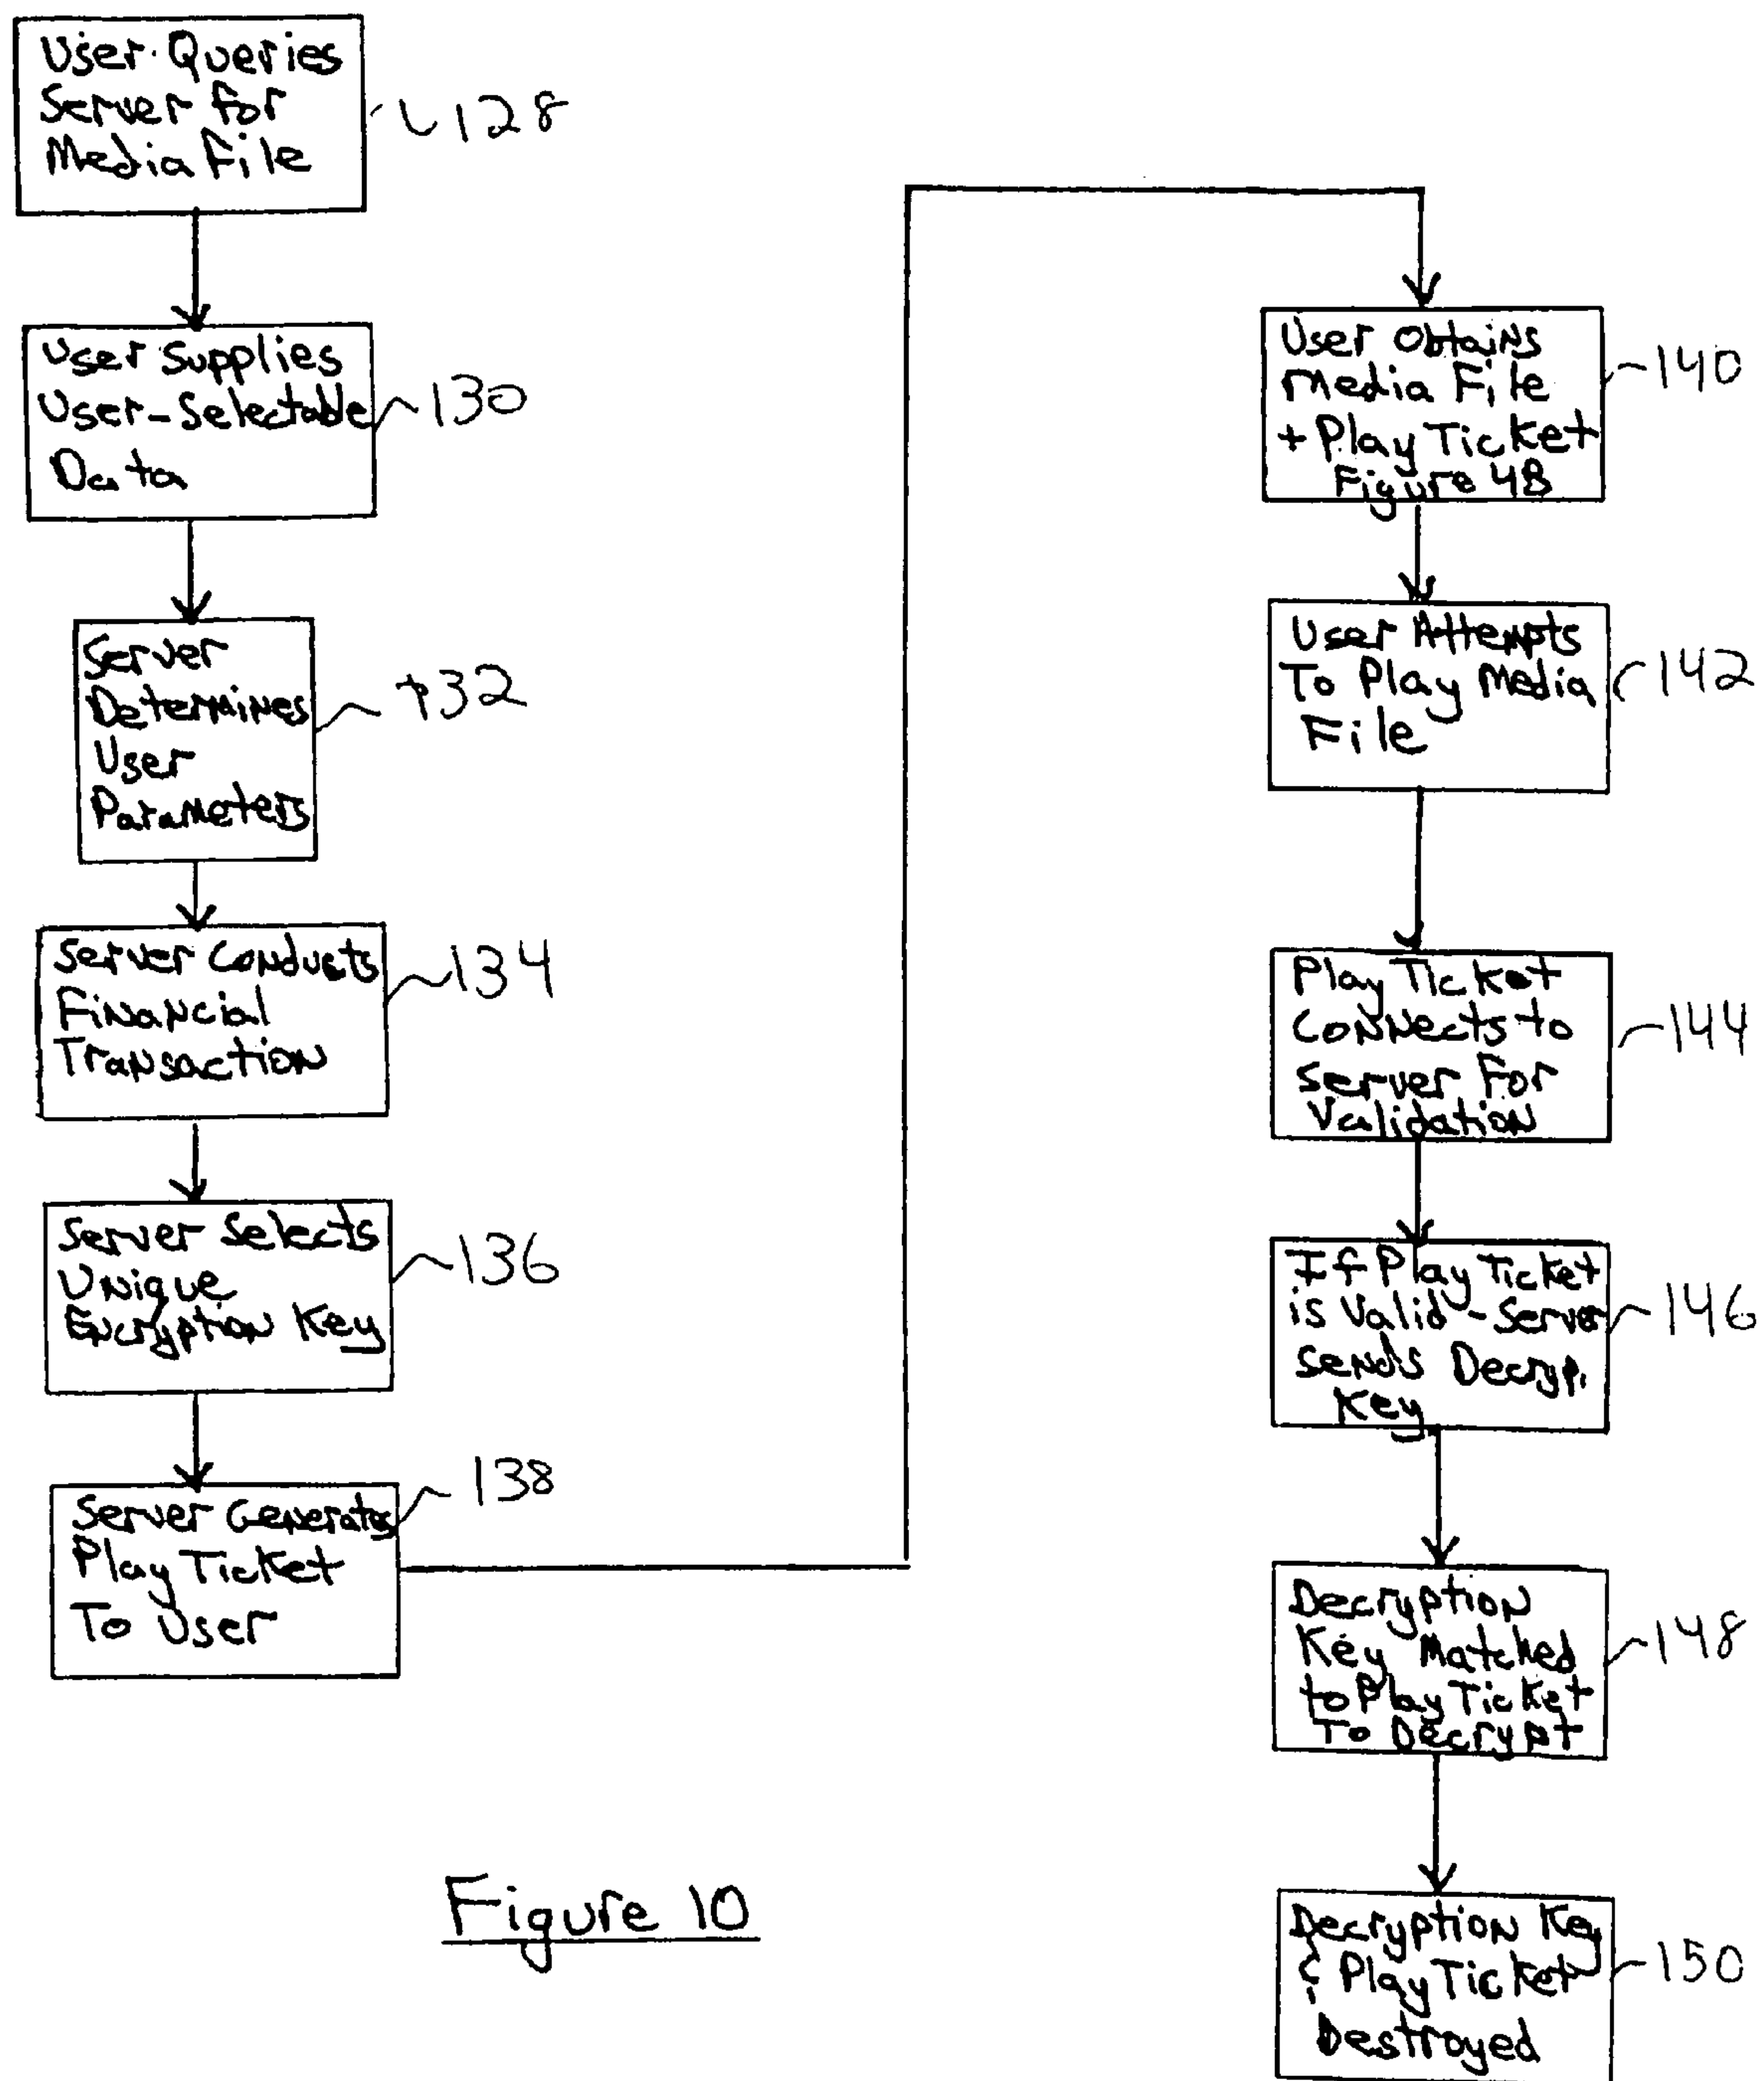 User Queries
Server For
Media File
128
User Supplies
User-Selectable
Data
130
Server
Determines
User
Parameters
132
Server Conducts
Financial
Transaction
134
Server Selects
Unique
Encryption Key
136
Server Generates
Play Ticket
To User
138
User Obtains
Media File
+ Play Ticket
Figure 4B
140
User Attempts
To Play Media
File
142
Play Ticket
Connects to
Server For
Validation
144
If Play Ticket
is Valid - Server
Sends Decryp.
Key
146
Decryption
Key Matched
to Play Ticket
To Decrypt
148
Decryption Key
& Play Ticket
Destroyed
150
Figure 10